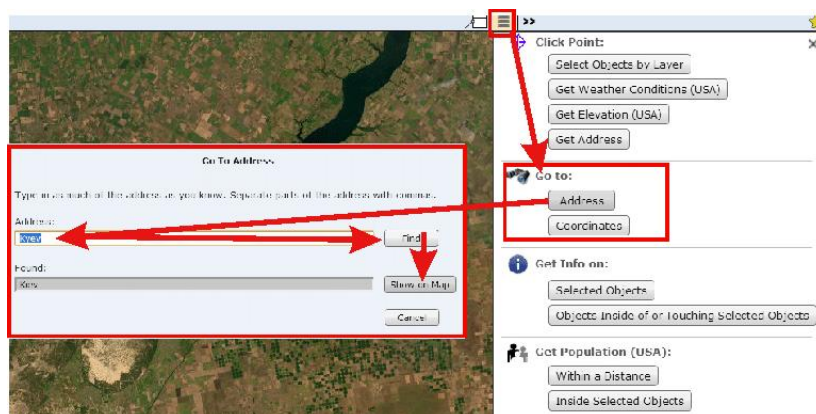 »
Click Point:
Select Objects by Layer
Get Weather Conditions (USA)
Get Elevation (USA)
Get Address
Go To Address
Type in as much of the address as you know. Separate parts of the address with commas.
Address:
Kyev
Find
Found:
Kiev
Show on Map
Cancel
Go to:
Address
Coordinates
Get Info on:
Selected Objects
Objects Inside of or Touching Selected Objects
Get Population (USA):
Within a Distance
Inside Selected Objects